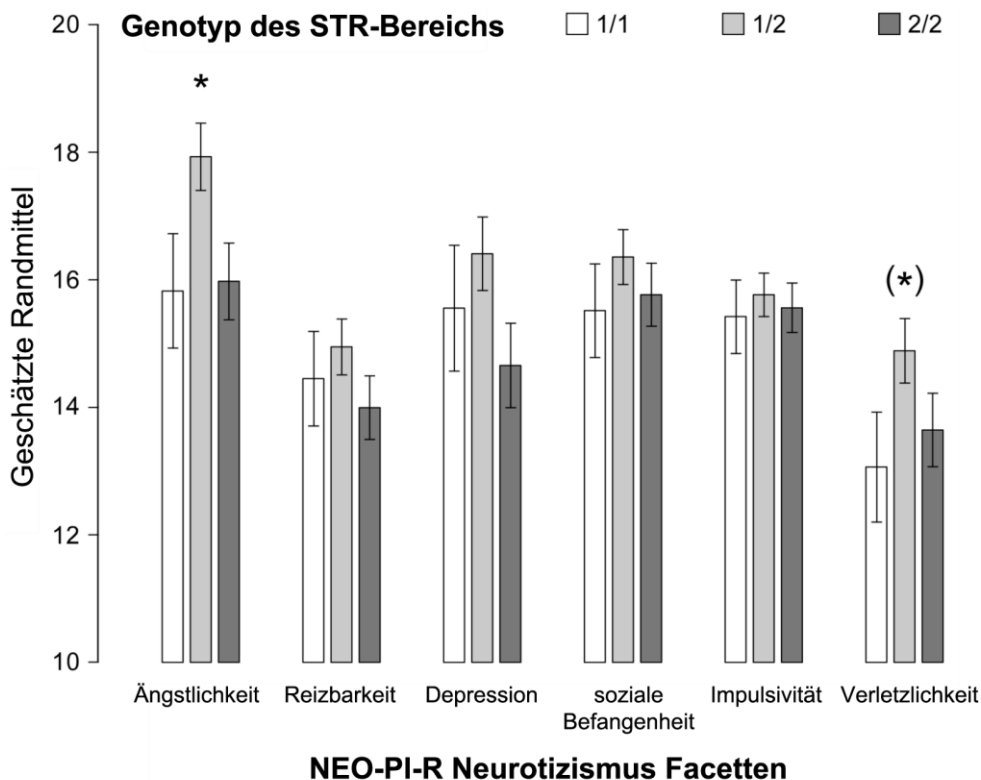 Genotyp des STR-Bereichs 1/1 1/2 2/2
Geschätzte Randmittel
20
18
16
14
12
10
*
(*)
Ängstlichkeit Reizbarkeit Depression soziale Befangenheit Impulsivität Verletzlichkeit
NEO-PI-R Neurotizismus Facetten